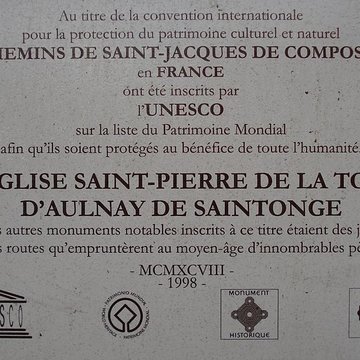 Au titre de la convention internationale
pour la protection du patrimoine culturel et naturel
HEMINS DE SAINT-JACQUES DE COMPOS
en FRANCE
ónt été inscrits par
l'UNESCO
sur la liste du Patrimoine Mondial
afin qu'ils soient protégés au bénéfice de toute l'humanité
GLISE SAINT-PIERRE DE LA TO
D'AULNAY DE SAINTONGE
s autres monuments notables inscrits à ce titre étaient des j
s routes qu'empruntèrent au moyen-âge d'innombrables pè
- MCMXCVIII -
- 1998 -
SCO
MONUMENT
HISTORIQUE